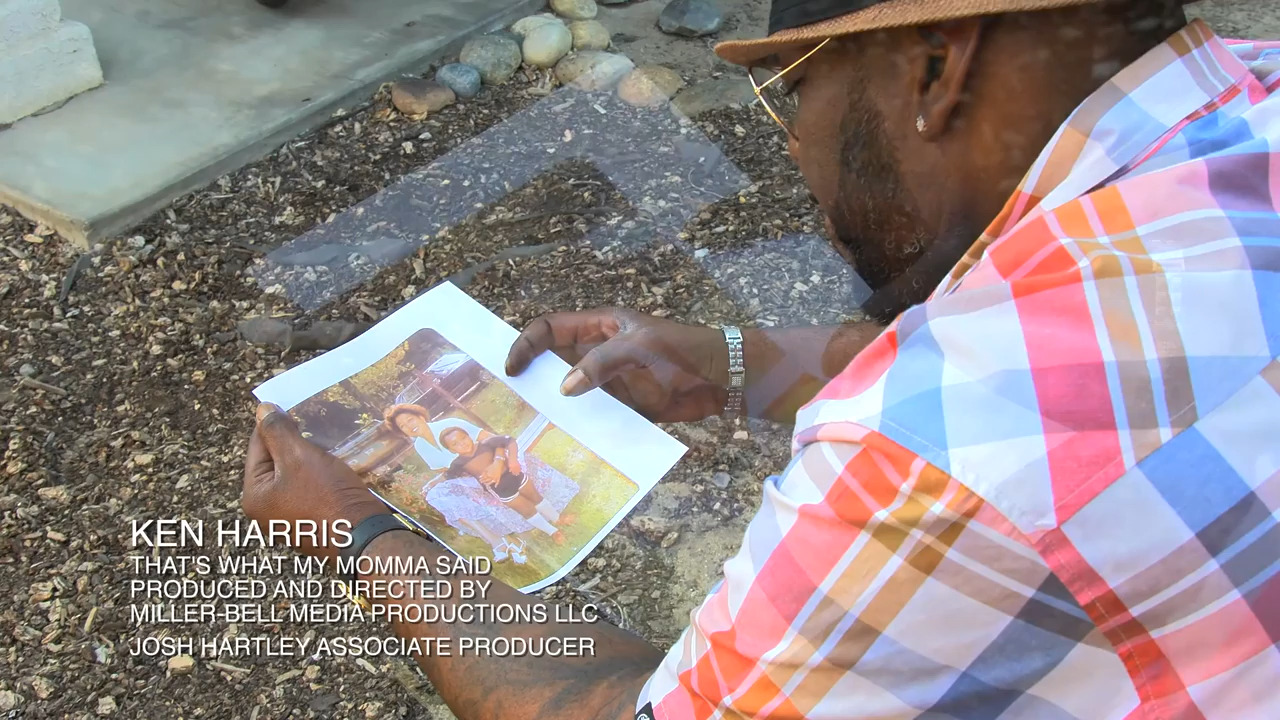 KEN HARRIS
THAT'S WHAT MY MOMMA SAID
PRODUCED AND DIRECTED BY
MILLER-BELL MEDIA PRODUCTIONS LLC
JOSH HARTLEY ASSOCIATE PRODUCER